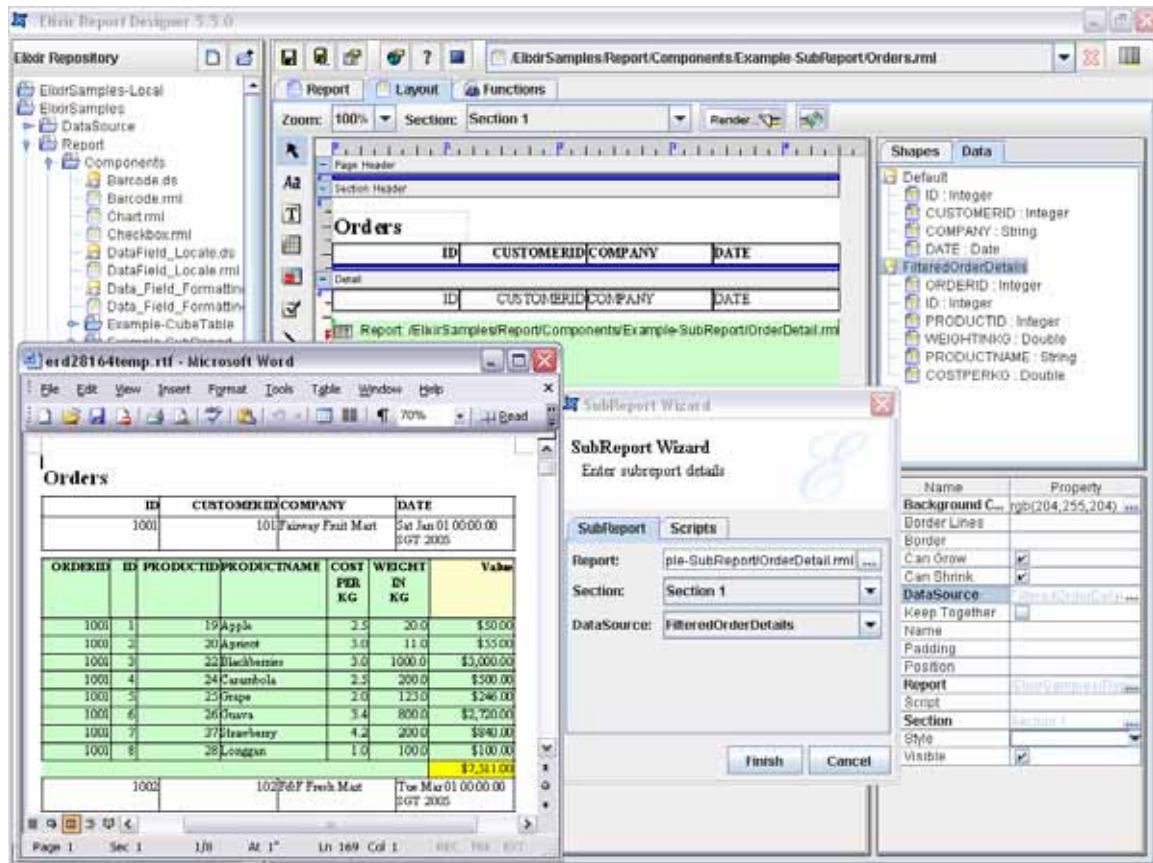 Elixir Report Designer 5.5.0
Elixir Repository
/ElixirSamples/Report/Components/Example-SubReport/Orders.rml
ElixirSamples-Local
ElixirSamples
DataSource
Report
Components
Barcode.ds
Barcode.rml
Chart.rml
Checkbox.rml
DataField_Locale.ds
DataField_Locale.rml
Data_Field_Formattin
Data_Field_Formattin
Example-CubeTable
Example-SubReport
Report Layout Functions
Zoom: 100% Section: Section 1 Render...
Page Header
Section Header
Orders
ID CUSTOMERID COMPANY DATE
Detail
ID CUSTOMERID COMPANY DATE
Report: /ElixirSamples/Report/Components/Example-SubReport/OrderDetail.rml
Shapes Data
Default
ID : Integer
CUSTOMERID : Integer
COMPANY : String
DATE : Date
FilteredOrderDetails
ORDERID : Integer
ID : Integer
PRODUCTID : Integer
WEIGHTINKG : Double
PRODUCTNAME : String
COSTPERKG : Double
erd28164temp.rtf - Microsoft Word
File Edit View Insert Format Tools Table Window Help
70% Read
Orders
ID CUSTOMERID COMPANY DATE
1001 101 Fairway Fruit Mart Sat Jan 01 00:00:00
SGT 2005
ORDERID ID PRODUCTID PRODUCTNAME COST WEIGHT Value
PER IN
KG KG
1001 1 19 Apple 2.5 20.0 $50.00
1001 2 20 Apricot 5.0 11.0 $55.00
1001 3 22 Blackberries 3.0 1000.0 $3,000.00
1001 4 24 Carambola 2.5 200.0 $500.00
1001 5 25 Grape 2.0 123.0 $246.00
1001 6 26 Guava 3.4 800.0 $2,720.00
1001 7 37 Strawberry 4.2 200.0 $840.00
1001 8 28 Longgan 1.0 100.0 $100.00
$7,511.00
1002 102 F&F Fresh Mart Tue Mar 01 00:00:00
SGT 2005
Page 1 Sec 1 1/8 At 1" Ln 169 Col 1 REC TRK EXT
SubReport Wizard
SubReport Wizard
Enter subreport details
SubReport Scripts
Report: ple-SubReport/OrderDetail.rml ...
Section: Section 1
DataSource: FilteredOrderDetails
Finish Cancel
Name Property
Background C... rgb(204,255,204) ...
Border Lines
Border
Can Grow
Can Shrink
DataSource FilteredOrderDetai ...
Keep Together
Name
Padding
Position
Report ElixirSamples/Rep ...
Script
Section Section 1 ...
Style
Visible